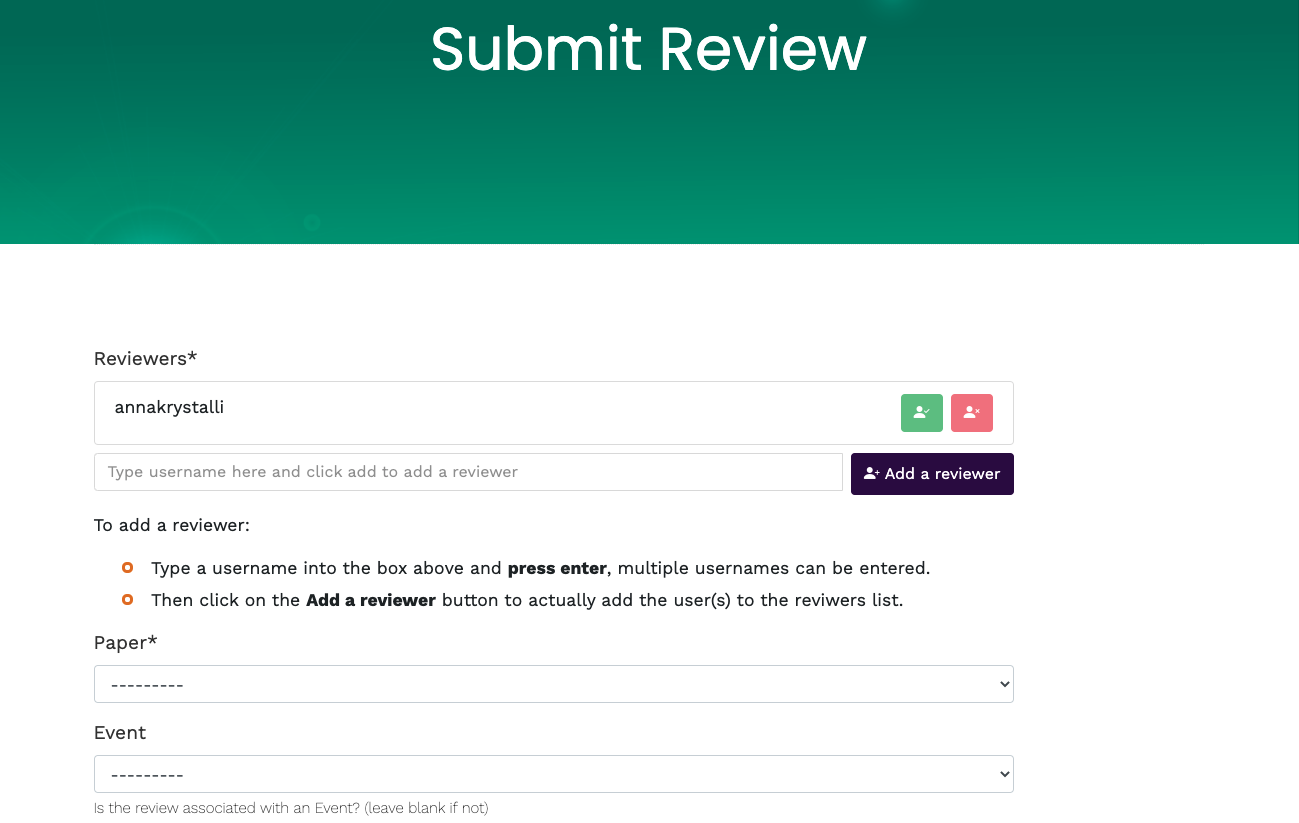 Submit Review
Reviewers*
annakrystalli
Type username here and click add to add a reviewer
Add a reviewer
To add a reviewer:
Type a username into the box above and press enter, multiple usernames can be entered.
Then click on the Add a reviewer button to actually add the user(s) to the reviwers list.
Paper*
---------
Event
---------
Is the review associated with an Event? (leave blank if not)